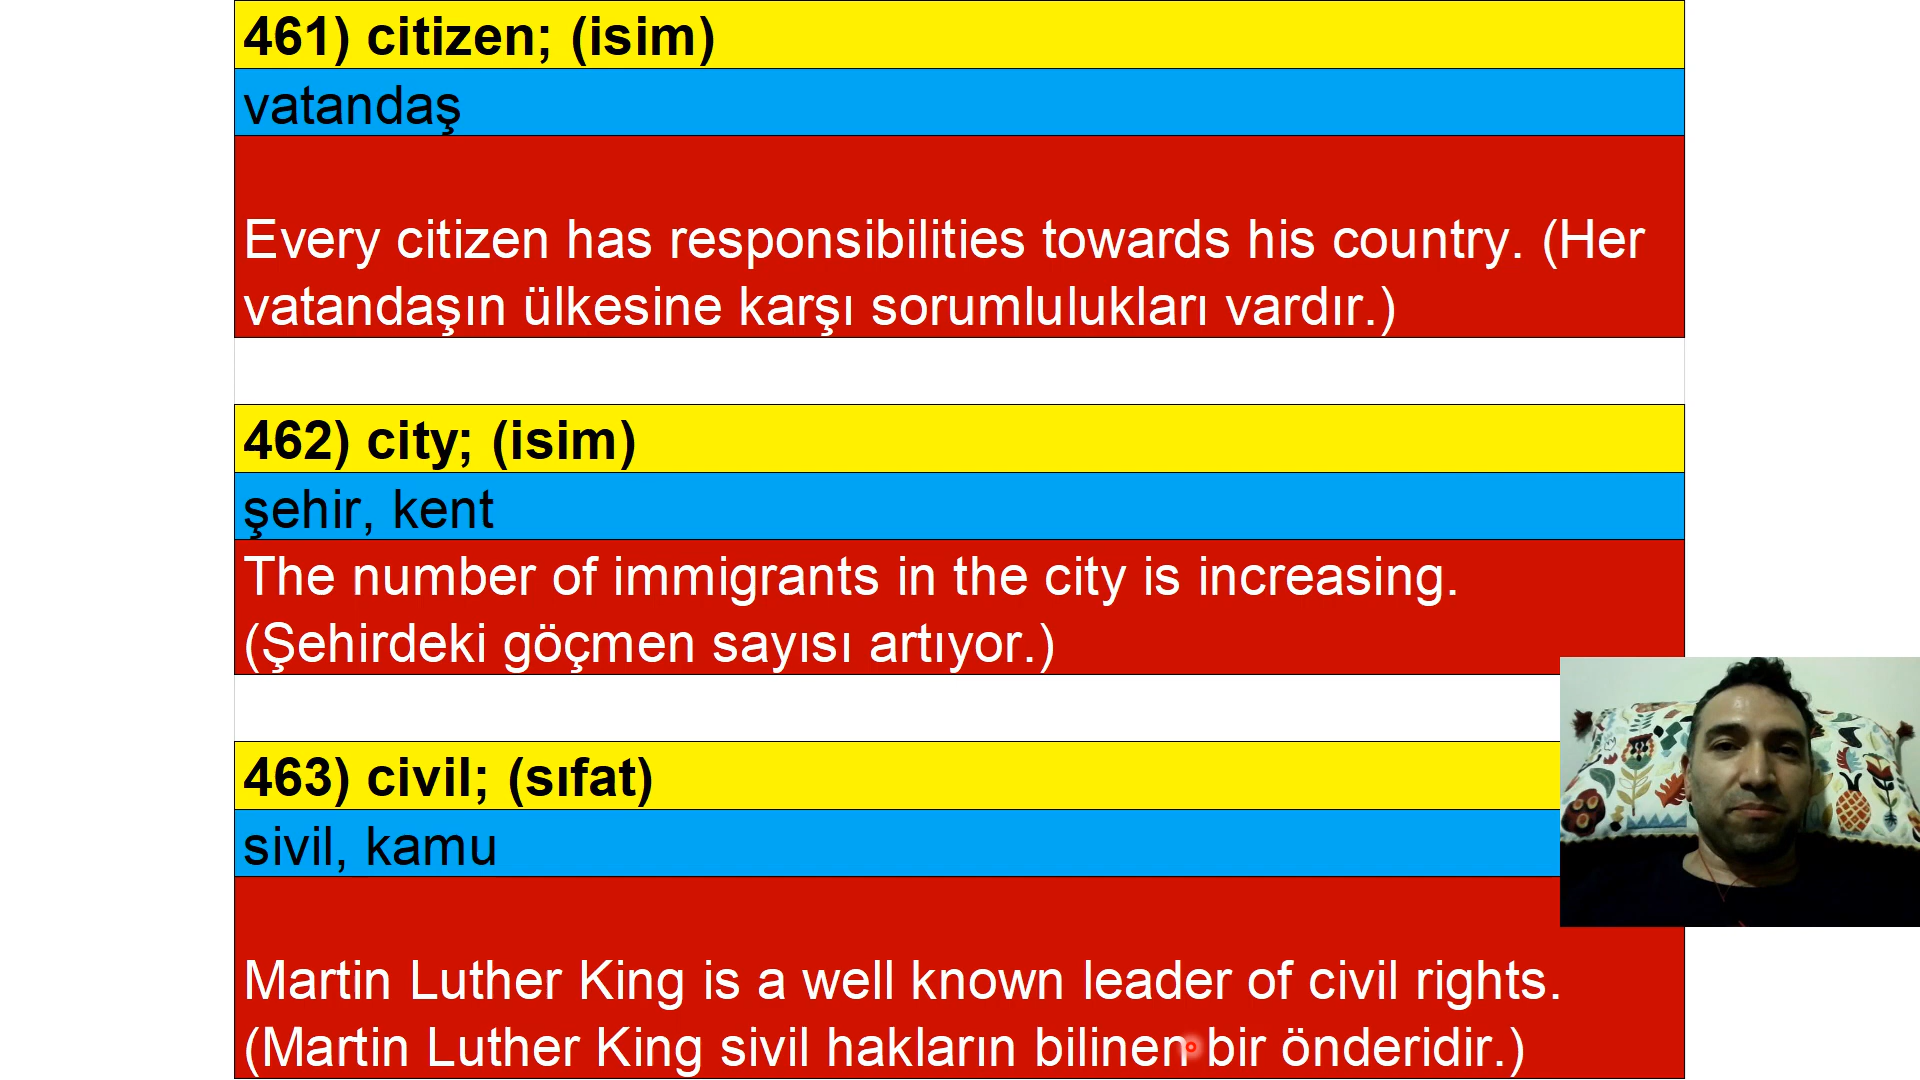 461) citizen; (isim)
vatandaş
Every citizen has responsibilities towards his country. (Her
vatandaşın ülkesine karşı sorumlulukları vardır.)
462) city; (isim)
şehir, kent
The number of immigrants in the city is increasing.
(Şehirdeki göçmen sayısı artıyor.)
463) civil; (sıfat)
sivil, kamu
Martin Luther King is a well known leader of civil rights.
(Martin Luther King sivil hakların bilinen bir önderidir.)